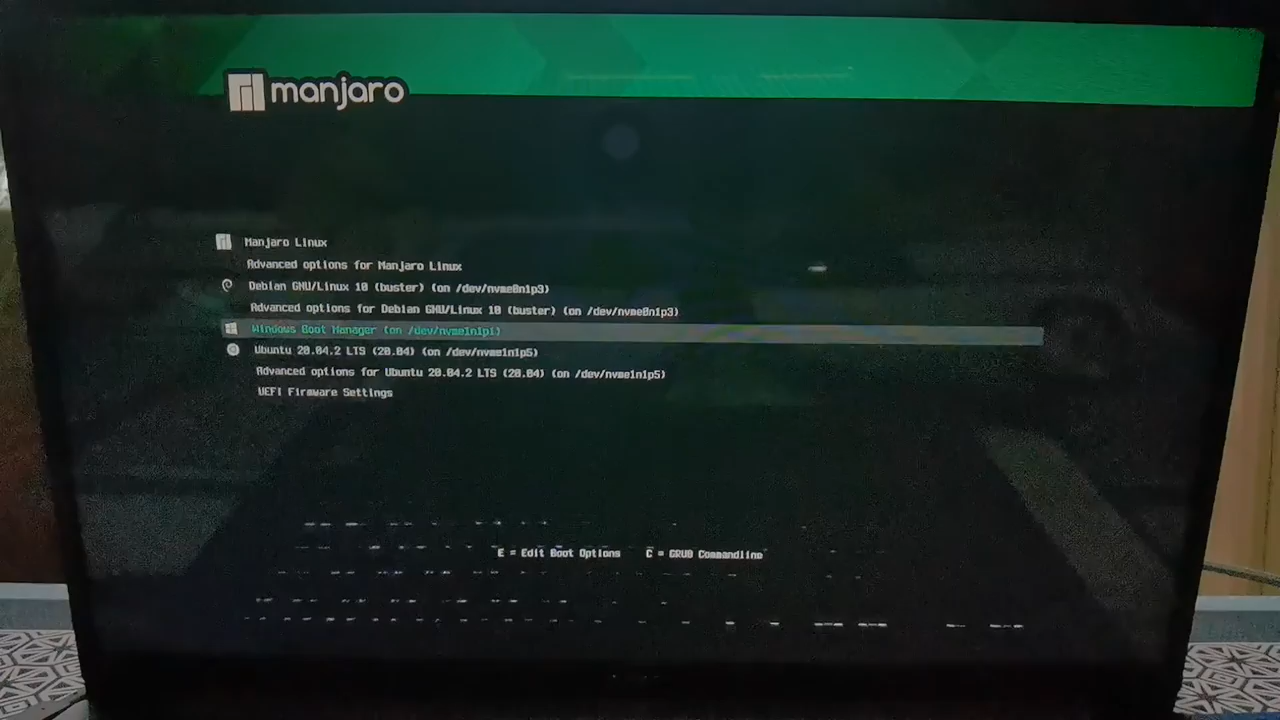 manjaro
Manjaro Linux
Advanced options for Manjaro Linux
Debian GNU/Linux 10 (buster) (on /dev/nvme0n1p3)
Advanced options for Debian GNU/Linux 10 (buster) (on /dev/nvme0n1p3)
Windows Boot Manager (on /dev/nvme1n1p1)
Ubuntu 20.04.2 LTS (20.04) (on /dev/nvme1n1p5)
Advanced options for Ubuntu 20.04.2 LTS (20.04) (on /dev/nvme1n1p5)
UEFI Firmware Settings
E = Edit Boot Options C = GRUB Commandline